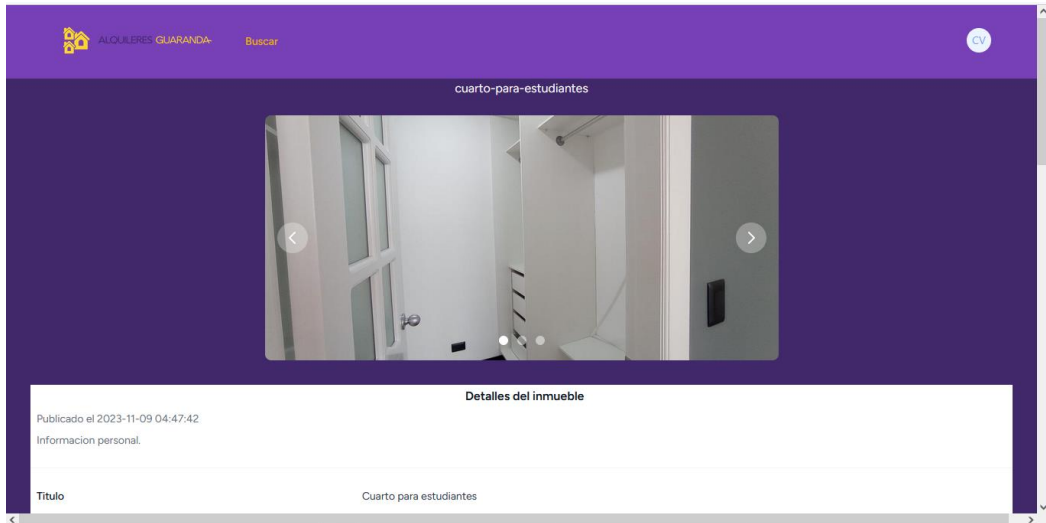 ALQUILERES GUARANDA
Buscar
CV
cuarto-para-estudiantes
Detalles del inmueble
Publicado el 2023-11-09 04:47:42
Informacion personal.
Titulo Cuarto para estudiantes